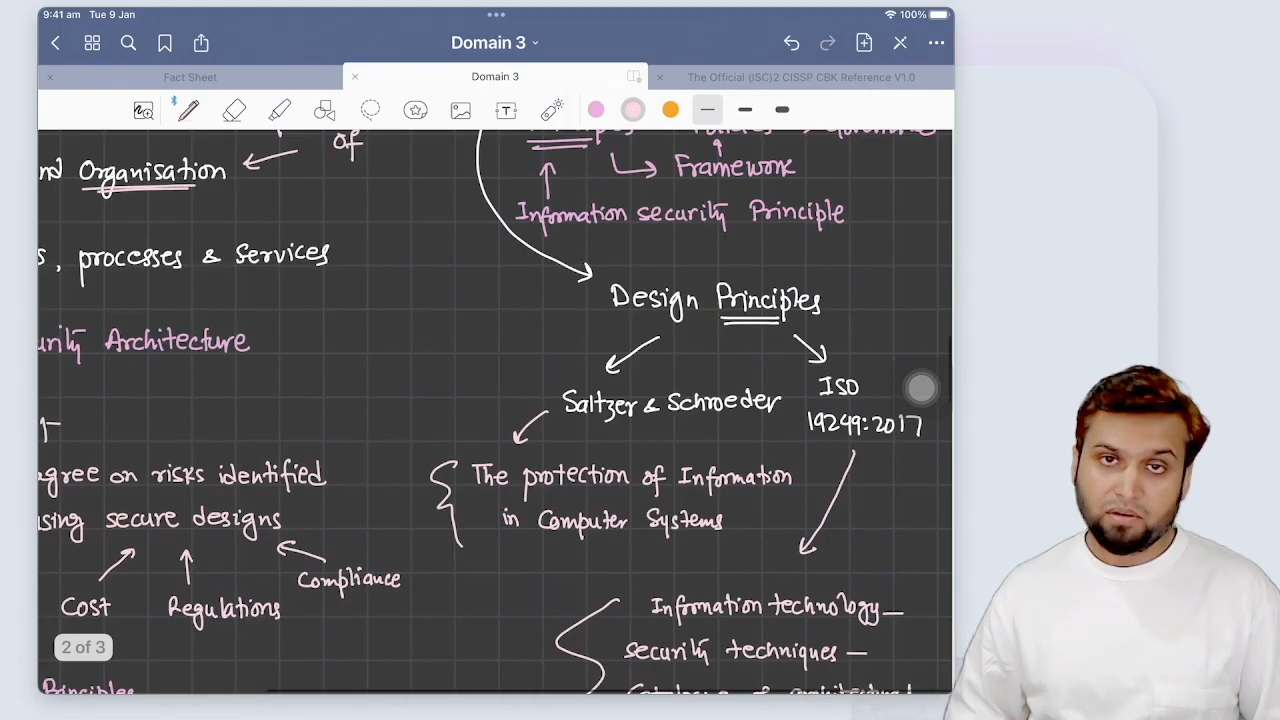 9:41 am Tue 9 Jan
100%
Domain 3
Fact Sheet
Domain 3
The Official (ISC)2 CISSP CBK Reference V1.0
of
nd Organisation
Framework
Information security Principle
s, processes & services
Design Principles
urity Architecture
Saltzer & Schroeder
ISO
19249:2017
agree on risks identified
using secure designs
The protection of Information
in Computer Systems
Compliance
Cost
Regulations
Information technology —
security techniques —
2 of 3
Principles